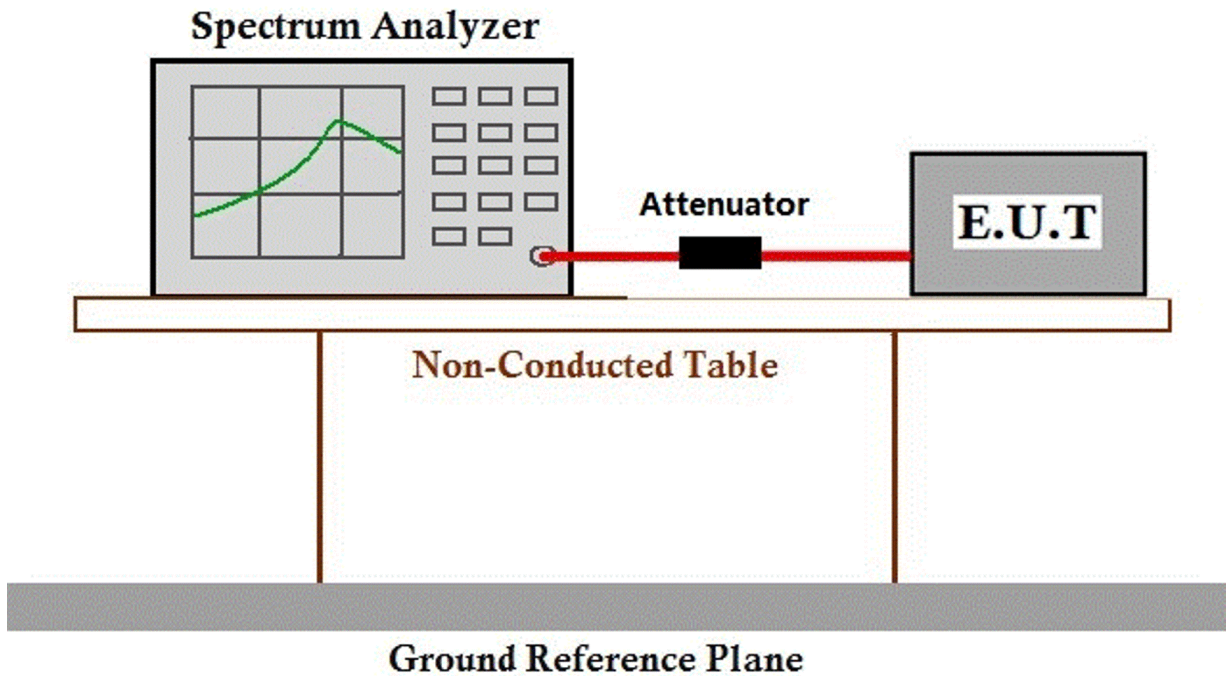 Spectrum Analyzer
Attenuator
E.U.T
Non-Conducted Table
Ground Reference Plane